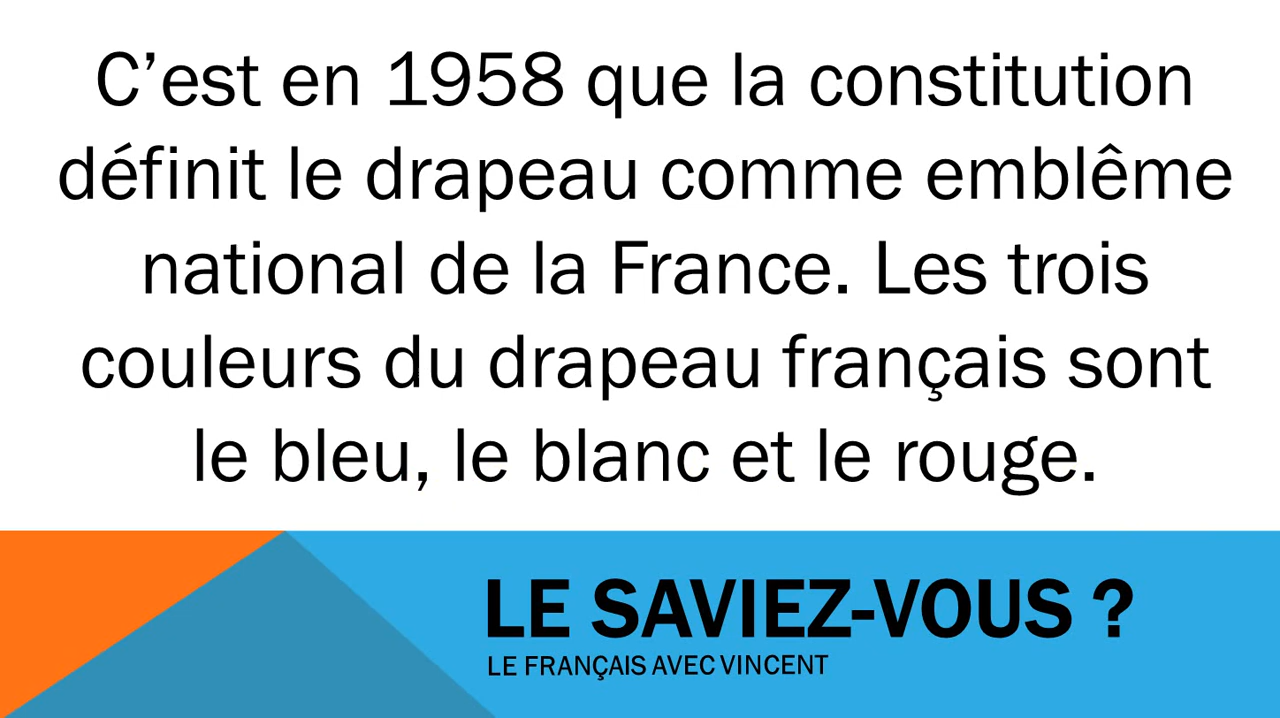 C’est en 1958 que la constitution
définit le drapeau comme emblême
national de la France. Les trois
couleurs du drapeau français sont
le bleu, le blanc et le rouge.
LE SAVIEZ-VOUS ?
LE FRANÇAIS AVEC VINCENT